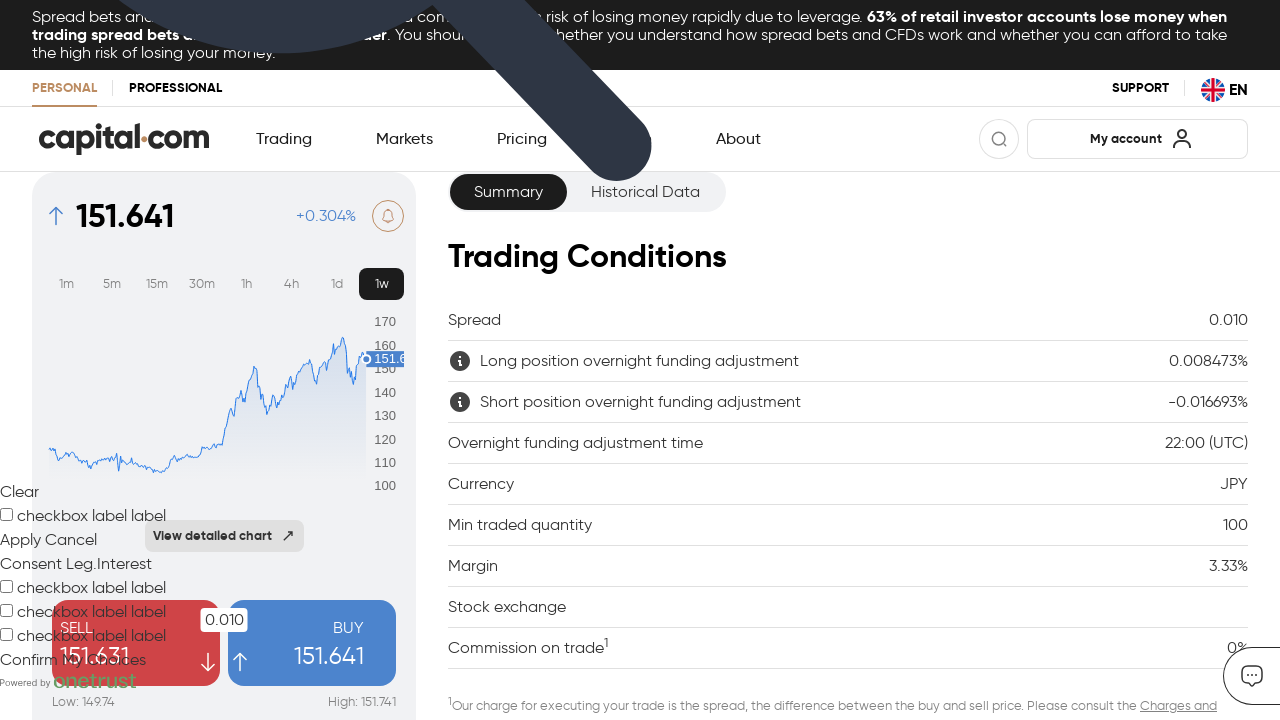 Spread bets and com risk of losing money rapidly due to leverage. 63% of retail investor accounts lose money when
trading spread bets der. You should hether you understand how spread bets and CFDs work and whether you can afford to take
the high risk of losing your money.
PERSONAL PROFESSIONAL SUPPORT EN
capital.com Trading Markets Pricing About My account
Summary Historical Data
151.641 +0.304%
Trading Conditions
1m 5m 15m 30m 1h 4h 1d 1w
170
160
151.6
150
140
130
120
110
100
Spread 0.010
Long position overnight funding adjustment 0.008473%
Short position overnight funding adjustment -0.016693%
Overnight funding adjustment time 22:00 (UTC)
Currency JPY
Min traded quantity 100
Margin 3.33%
Stock exchange
Commission on trade1 0%
1Our charge for executing your trade is the spread, the difference between the buy and sell price. Please consult the Charges and
Clear
checkbox label label
View detailed chart
Apply Cancel
Consent Leg.Interest
checkbox label label
checkbox label label
checkbox label label
Confirm My Choices
Powered by onetrust
SELL 0.010 BUY
151.631 151.641
Low: 149.74 High: 151.741